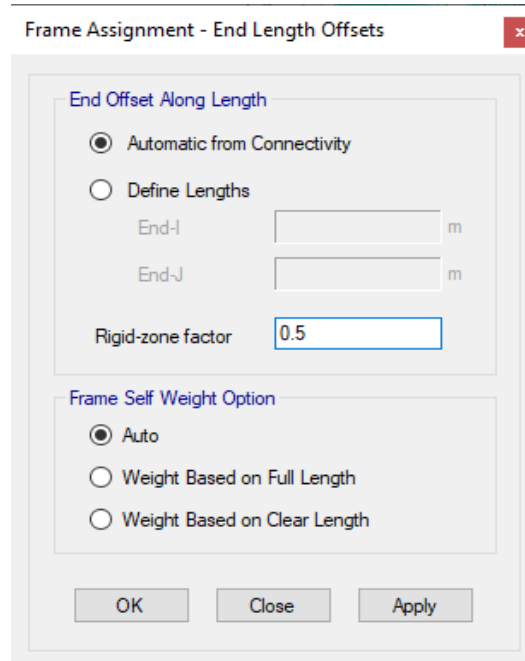 Frame Assignment - End Length Offsets
x
End Offset Along Length
Automatic from Connectivity
Define Lengths
End-I m
End-J m
Rigid-zone factor 0.5
Frame Self Weight Option
Auto
Weight Based on Full Length
Weight Based on Clear Length
OK Close Apply